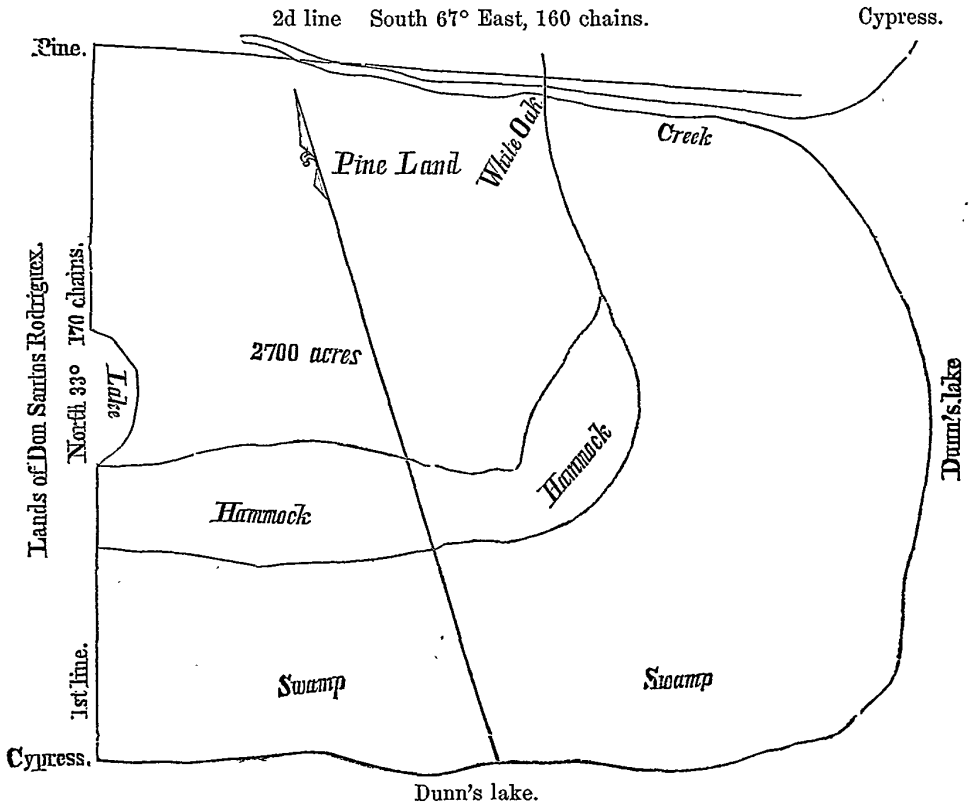 2d line South 67° East, 160 chains.
Cypress.
Pine.
White Oak
Creek
Pine Land
Lands of Don Santos Rodriguez.
North 33° 170 chains.
Lake
2700 acres
Dunn's lake
Hammock
Hammock
1st line.
Swamp
Swamp
Cypress.
Dunn's lake.